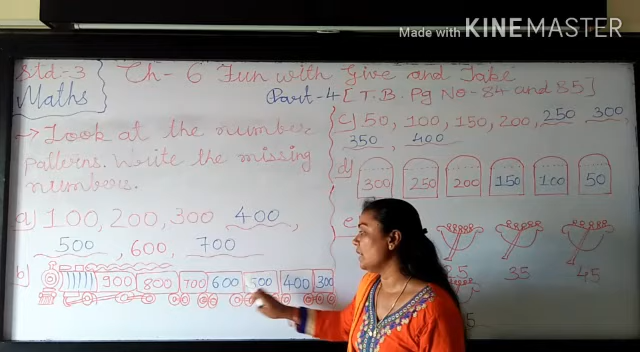 Made with KINEMASTER
Std-3
Maths
Ch-6 Fun with Give and Take
Part-4 [T.B. Pg No-84 and 85]
→ Look at the number
patterns. Write the missing
numbers.
a) 100, 200, 300 400,
500, 600, 700
b) 900 800 700 600 500 400 300
c) 50, 100, 150, 200, 250 300,
350, 400
d) 300 250 200 150 100 50
e
35 45